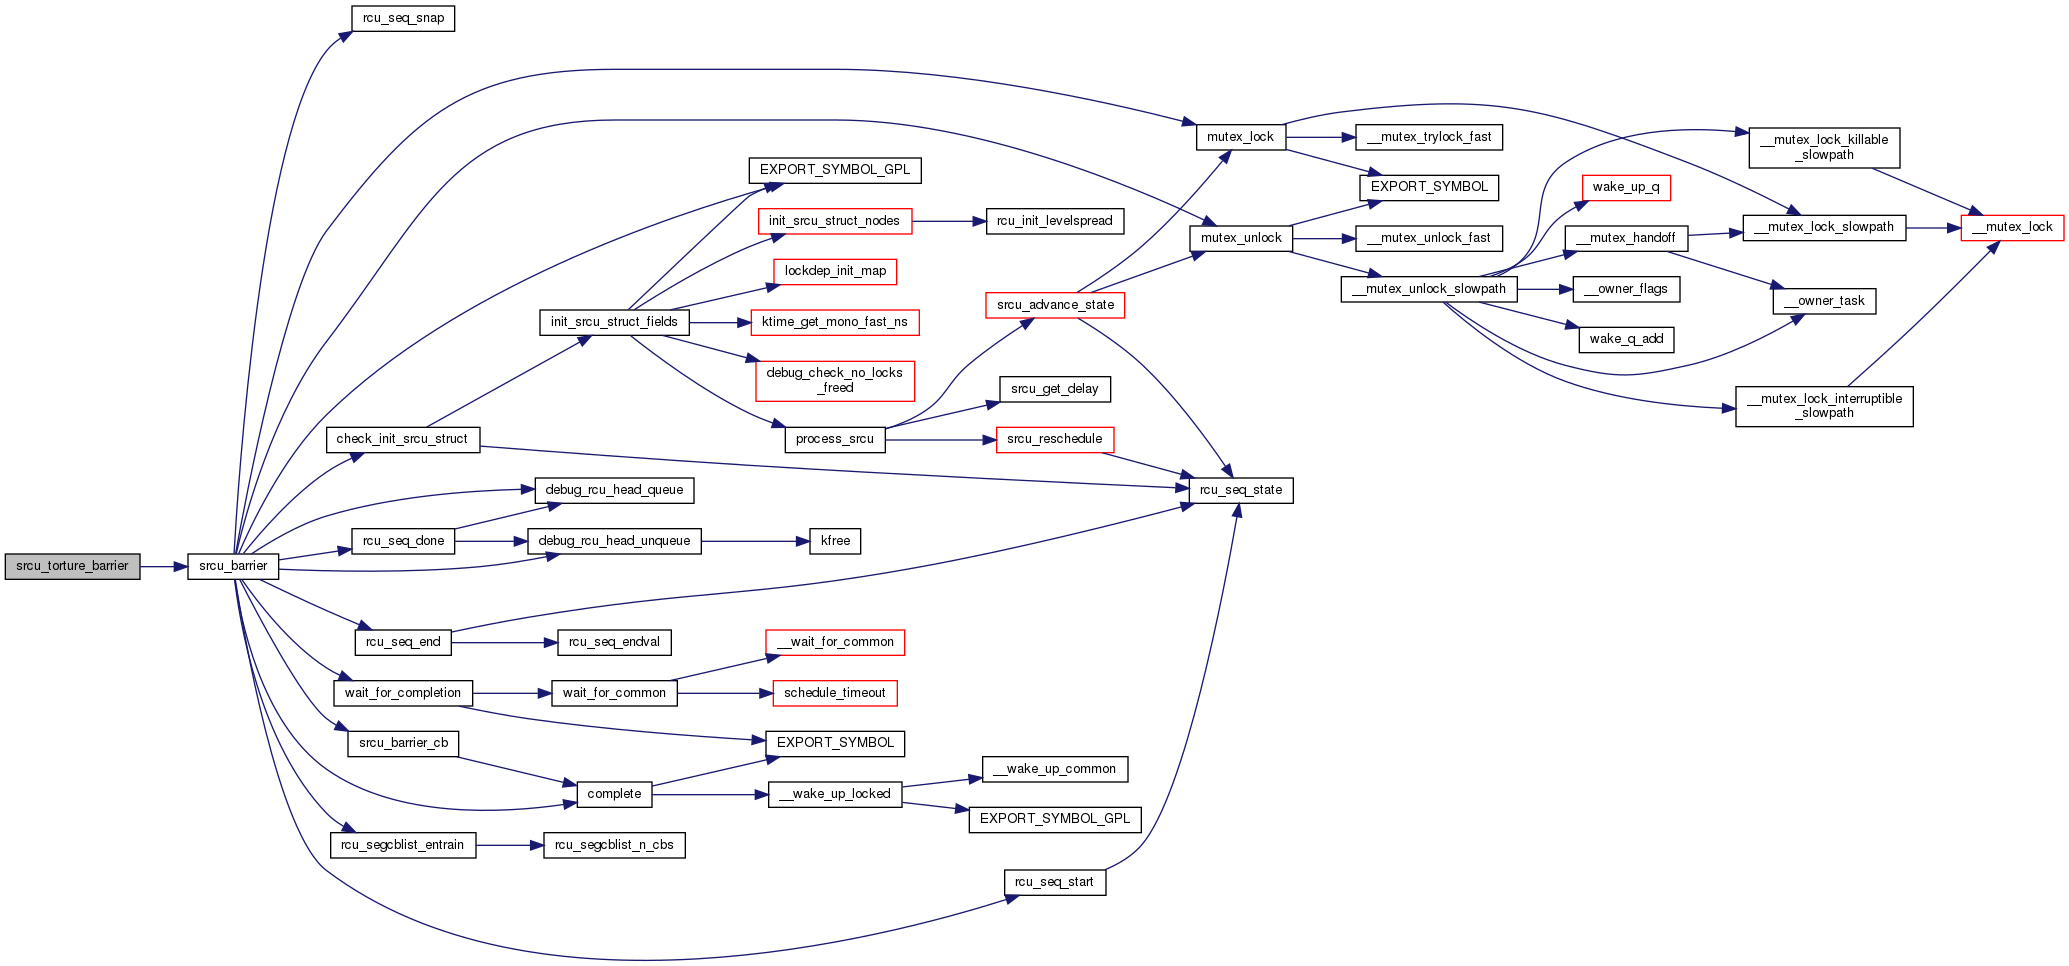 rcu_seq_snap
mutex_lock
__mutex_trylock_fast
__mutex_lock_killable
_slowpath
EXPORT_SYMBOL_GPL
EXPORT_SYMBOL
wake_up_q
init_srcu_struct_nodes
rcu_init_levelspread
mutex_unlock
__mutex_unlock_fast
__mutex_handoff
__mutex_lock_slowpath
__mutex_lock
lockdep_init_map
srcu_advance_state
__mutex_unlock_slowpath
__owner_flags
__owner_task
init_srcu_struct_fields
ktime_get_mono_fast_ns
wake_q_add
debug_check_no_locks
_freed
srcu_get_delay
__mutex_lock_interruptible
_slowpath
check_init_srcu_struct
process_srcu
srcu_reschedule
debug_rcu_head_queue
rcu_seq_state
rcu_seq_done
debug_rcu_head_unqueue
kfree
srcu_torture_barrier
srcu_barrier
rcu_seq_end
rcu_seq_endval
__wait_for_common
wait_for_completion
wait_for_common
schedule_timeout
srcu_barrier_cb
EXPORT_SYMBOL
__wake_up_common
complete
__wake_up_locked
EXPORT_SYMBOL_GPL
rcu_segcblist_entrain
rcu_segcblist_n_cbs
rcu_seq_start